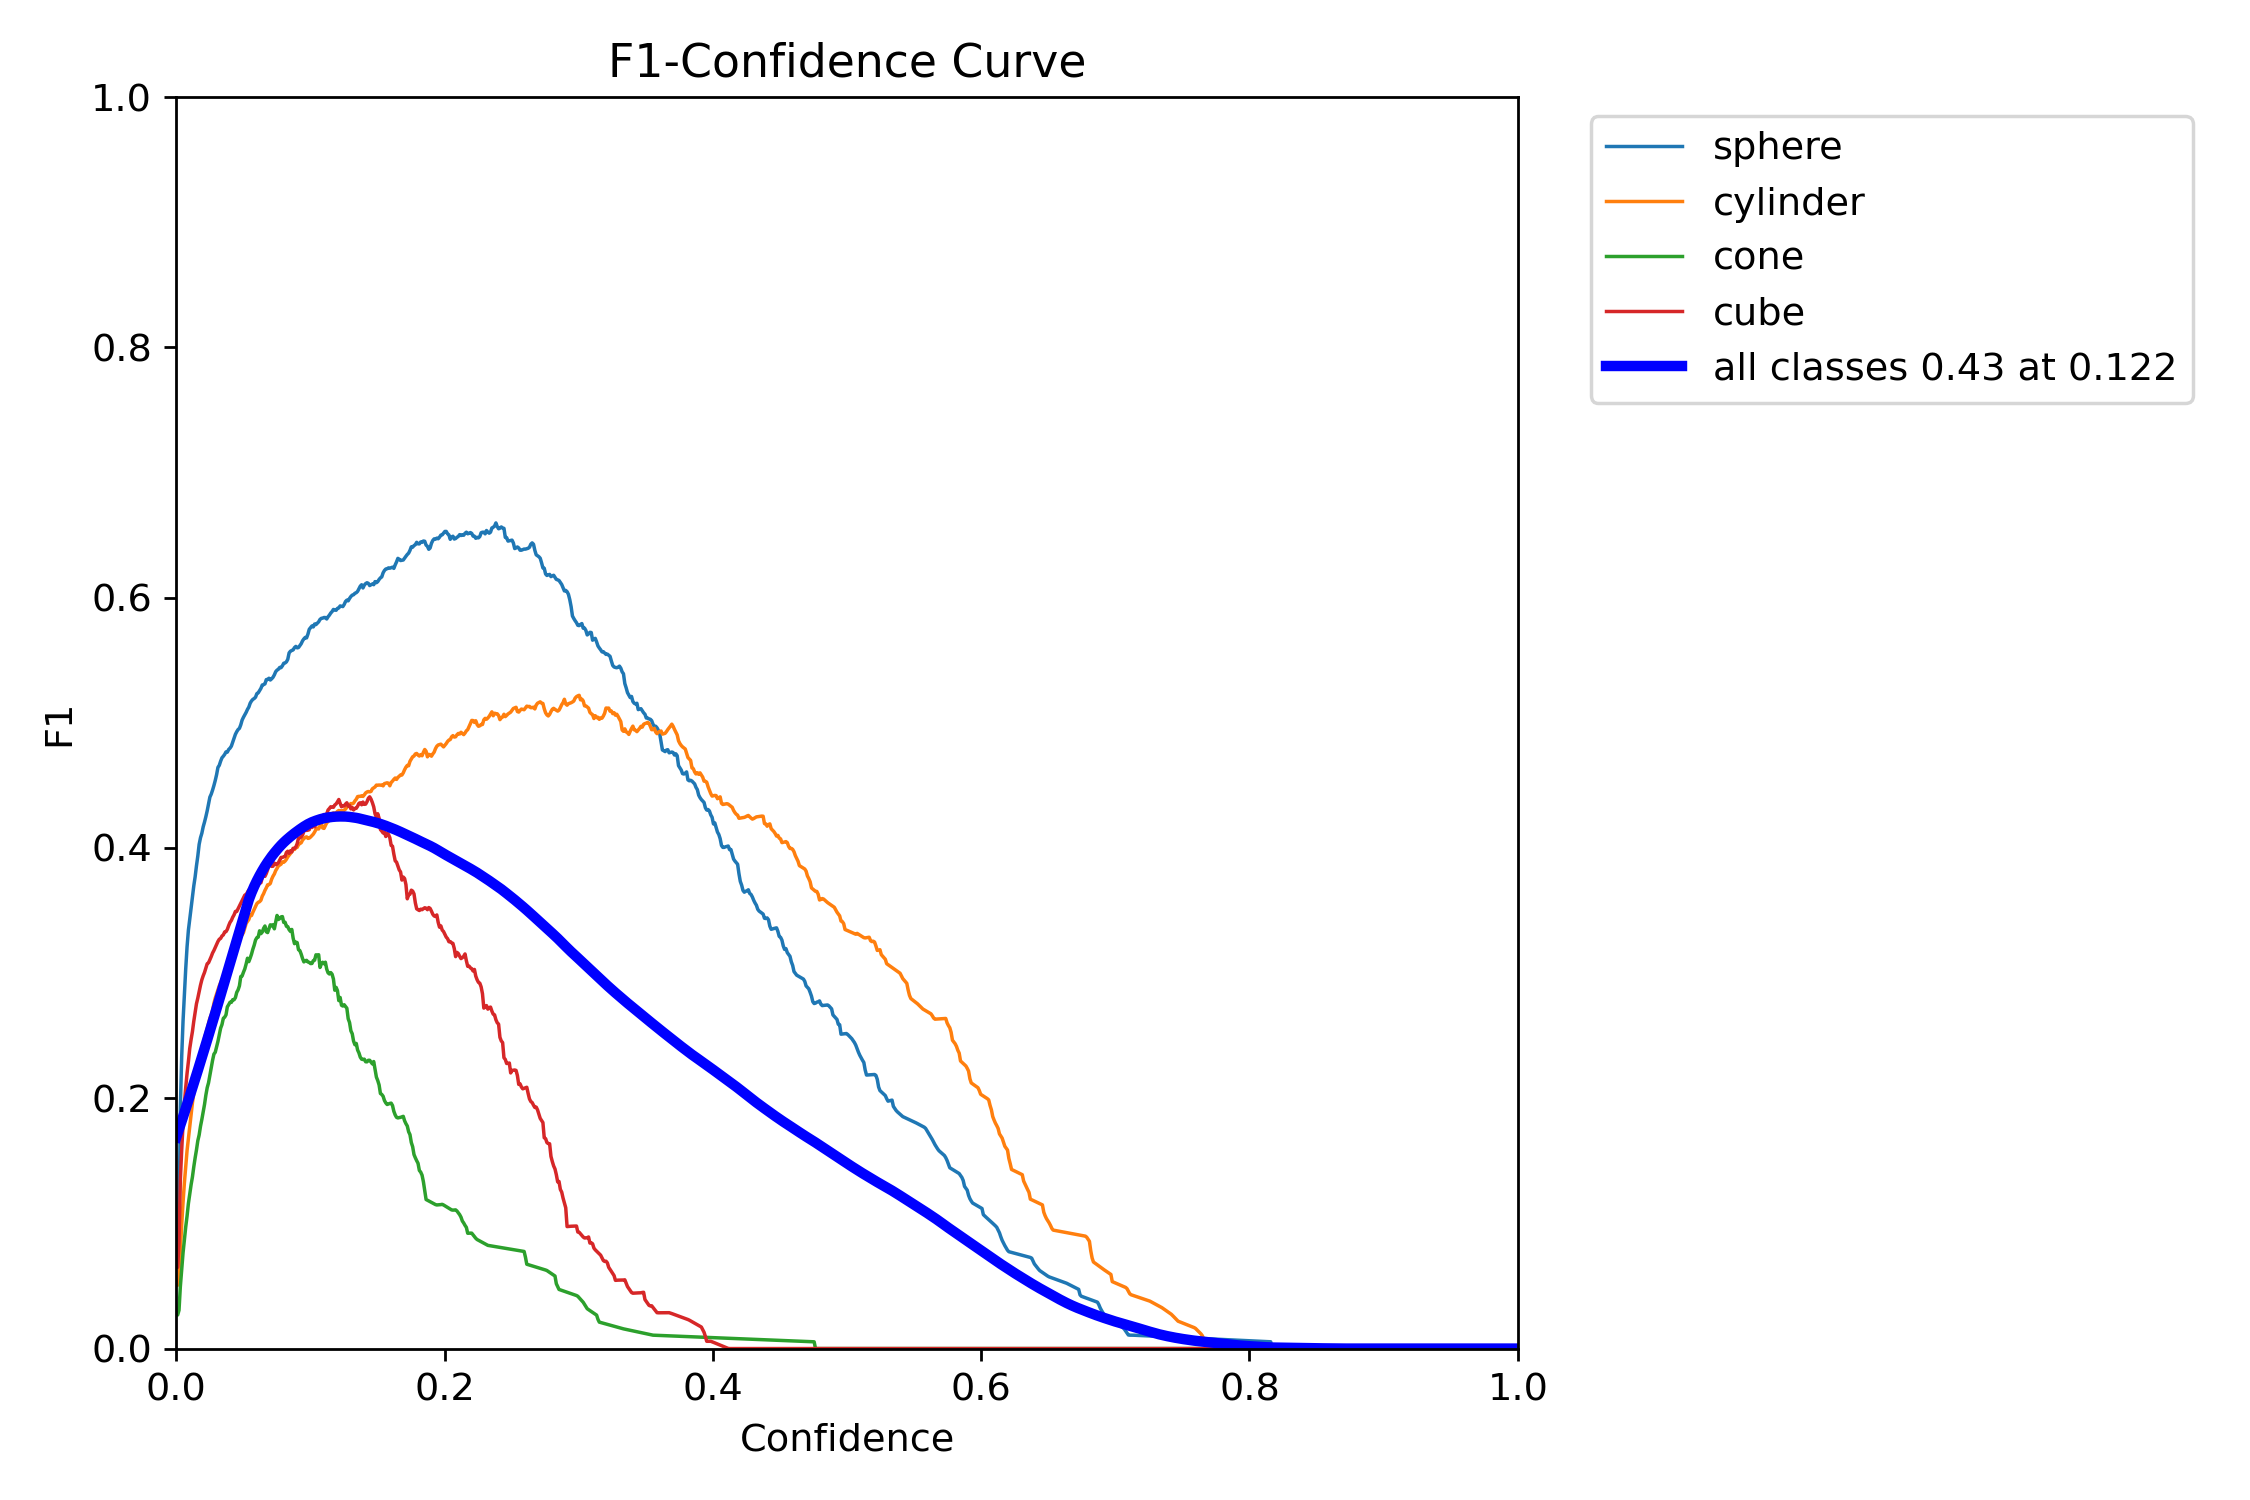 F1-Confidence Curve
1.0
0.8
0.6
0.4
0.2
0.0
F1
0.0 0.2 0.4 0.6 0.8 1.0
Confidence
sphere
cylinder
cone
cube
all classes 0.43 at 0.122